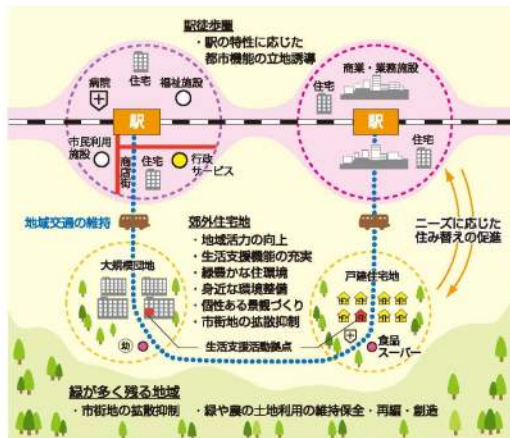 駅徒歩圏
・駅の特性に応じた
都市機能の立地誘導
病院
住宅
福祉施設
駅
市民利用
施設
商店街
住宅
行政
サービス
商業・業務施設
住宅
駅
住宅
地域交通の維持
郊外住宅地
・地域活力の向上
・生活支援機能の充実
・緑豊かな住環境
・身近な環境整備
・個性ある景観づくり
・市街地の拡散抑制
ニーズに応じた
住み替えの促進
大規模団地
戸建住宅地
幼
生活支援活動拠点
食品
スーパー
緑が多く残る地域
・市街地の拡散抑制 ・緑や農の土地利用の維持保全・再編・創造